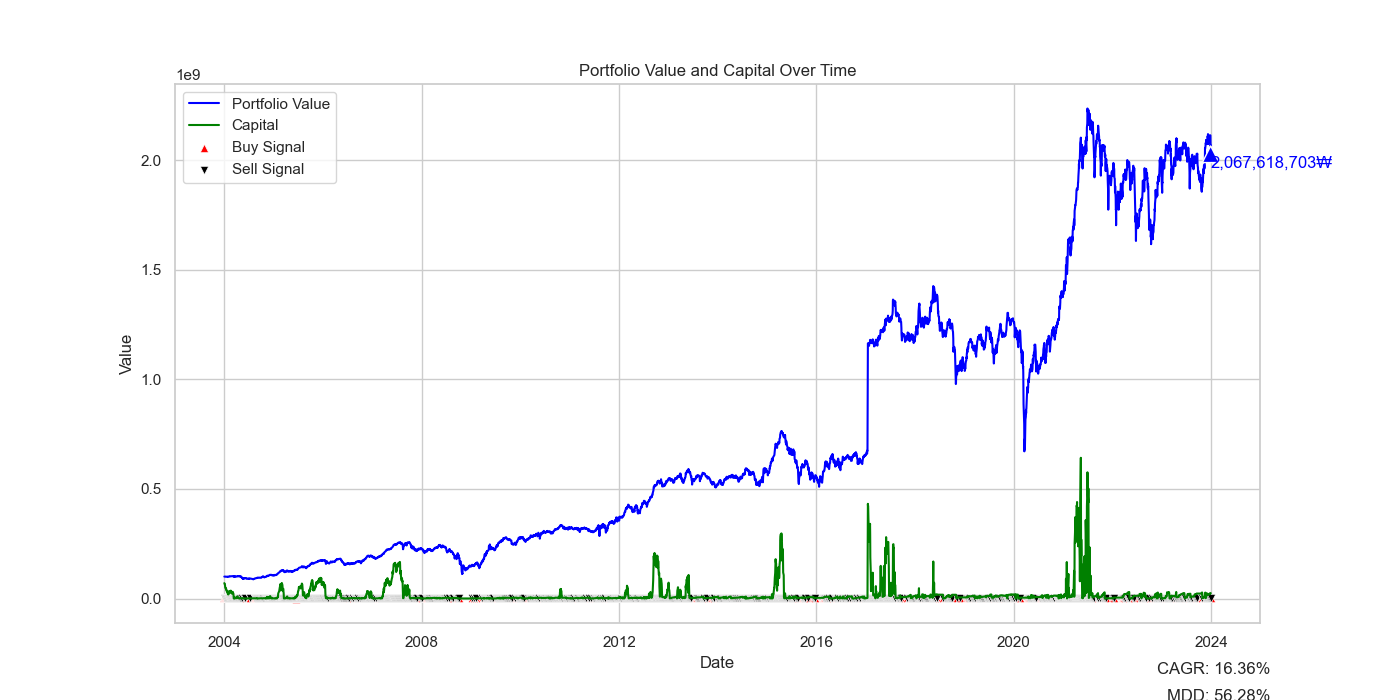 Portfolio Value and Capital Over Time
1e9
Portfolio Value
Capital
Buy Signal
Sell Signal
2.0
1.5
1.0
0.5
0.0
Value
2,067,618,703₩
2004
2008
2012
2016
2020
2024
Date
CAGR: 16.36%
MDD: 56.28%